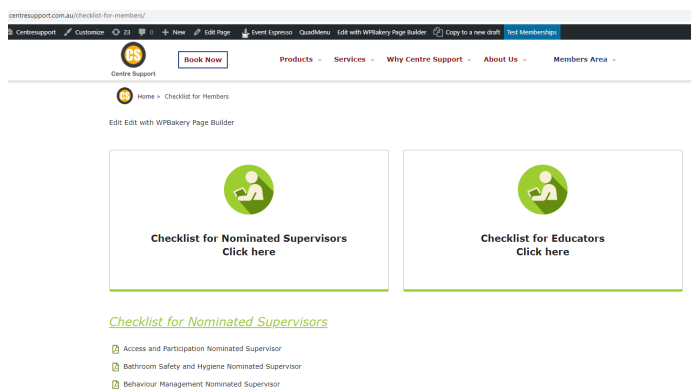 centresupport.com.au/checklist-for-members/
Centresupport Customize 23 0 New Edit Page Event Espresso QuadMenu Edit with WPBakery Page Builder Copy to a new draft Test Memberships
CS
Centre Support
Book Now
Products Services Why Centre Support About Us Members Area
CS
Home » Checklist for Members
Edit Edit with WPBakery Page Builder
Checklist for Nominated Supervisors
Click here
Checklist for Educators
Click here
Checklist for Nominated Supervisors
Access and Participation Nominated Supervisor
Bathroom Safety and Hygiene Nominated Supervisor
Behaviour Management Nominated Supervisor